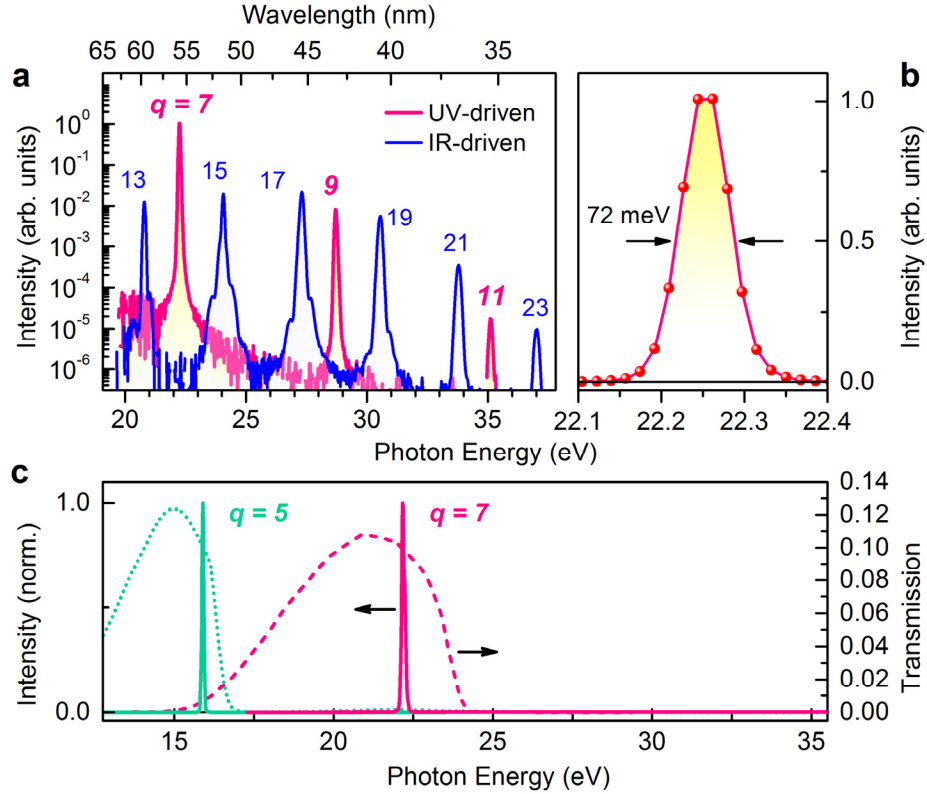 Wavelength (nm)
65 60 55 50 45 40 35
a
b
q = 7
UV-driven
IR-driven
13
15
17
9
19
21
11
23
10⁰
10⁻¹
10⁻²
10⁻³
10⁻⁴
10⁻⁵
10⁻⁶
Intensity (arb. units)
20 25 30 35
Photon Energy (eV)
72 meV
1.0
0.5
0.0
Intensity (arb. units)
22.1 22.2 22.3 22.4
Photon Energy (eV)
c
q = 5
q = 7
1.0
0.0
Intensity (norm.)
0.14
0.12
0.10
0.08
0.06
0.04
0.02
0.00
Transmission
15 20 25 30 35
Photon Energy (eV)